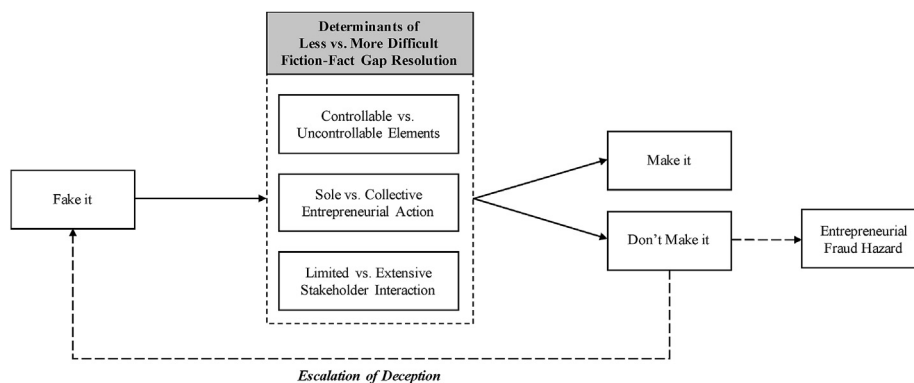 Determinants of
Less vs. More Difficult
Fiction-Fact Gap Resolution
Controllable vs.
Uncontrollable Elements
Make it
Fake it
Sole vs. Collective
Entrepreneurial Action
Don't Make it
Entrepreneurial
Fraud Hazard
Limited vs. Extensive
Stakeholder Interaction
Escalation of Deception